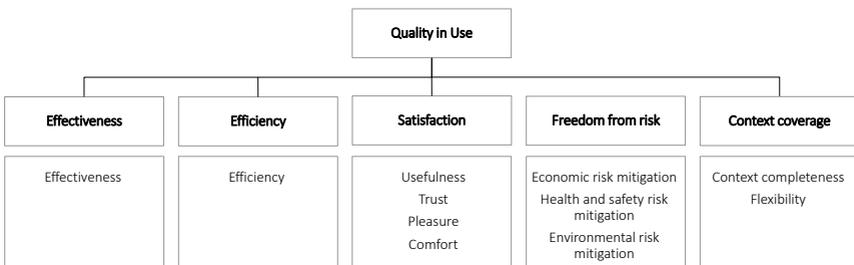 Quality in Use
Effectiveness
Efficiency
Satisfaction
Freedom from risk
Context coverage
Effectiveness
Efficiency
Usefulness
Trust
Pleasure
Comfort
Economic risk mitigation
Health and safety risk
mitigation
Environmental risk
mitigation
Context completeness
Flexibility